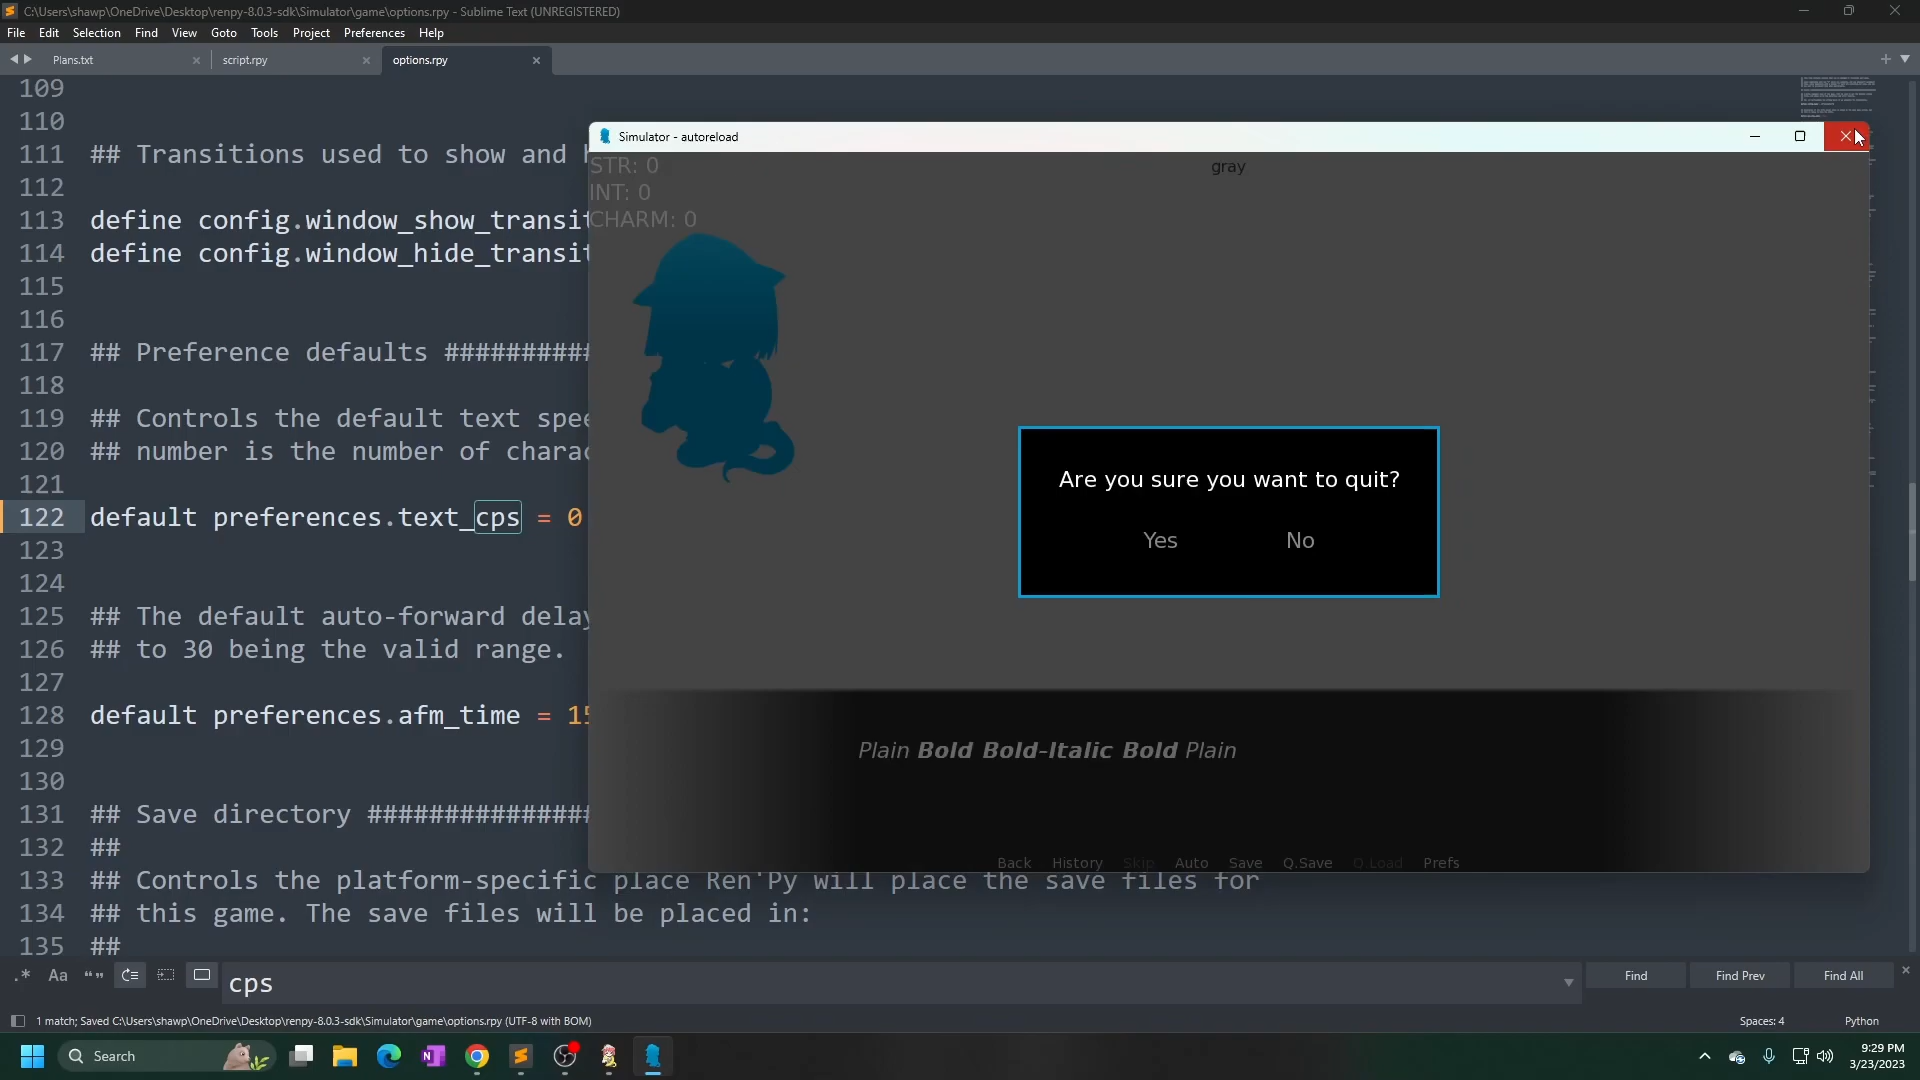 C:\Users\shawp\OneDrive\Desktop\renpy-8.0.3-sdk\Simulator\game\options.rpy - Sublime Text (UNREGISTERED)
File Edit Selection Find View Goto Tools Project Preferences Help
Plans.txt script.rpy options.rpy
109
110
111 ## Transitions used to show and
112
113 define config.window_show_transit
114 define config.window_hide_transit
115
116
117 ## Preference defaults ##########
118
119 ## Controls the default text spee
120 ## number is the number of charac
121
122 default preferences.text_cps = 0
123
124
125 ## The default auto-forward delay
126 ## to 30 being the valid range.
127
128 default preferences.afm_time = 15
129
130
131 ## Save directory ###############
132 ##
133 ## Controls the platform-specific place Ren'Py will place the save files for
134 ## this game. The save files will be placed in:
135 ##
Simulator - autoreload
STR: 0
INT: 0
CHARM: 0
gray
Are you sure you want to quit?
Yes No
Plain Bold Bold-Italic Bold Plain
Back History Skip Auto Save Q.Save Q.Load Prefs
.* Aa “” cps Find Find Prev Find All
1 match; Saved C:\Users\shawp\OneDrive\Desktop\renpy-8.0.3-sdk\Simulator\game\options.rpy (UTF-8 with BOM) Spaces: 4 Python
Search
9:29 PM
3/23/2023